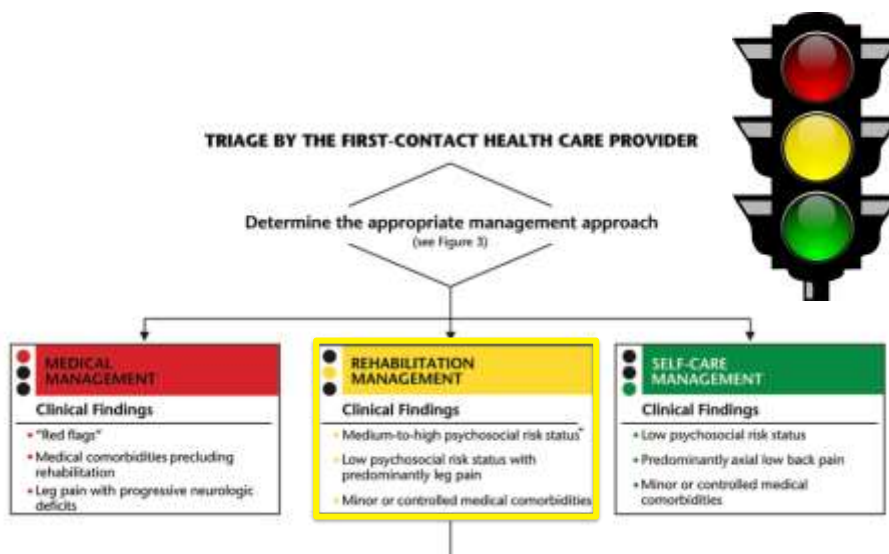 TRIAGE BY THE FIRST-CONTACT HEALTH CARE PROVIDER
Determine the appropriate management approach
(see Figure 3)
MEDICAL
MANAGEMENT
Clinical Findings
• "Red flags"
• Medical comorbidities precluding
rehabilitation
• Leg pain with progressive neurologic
deficits
REHABILITATION
MANAGEMENT
Clinical Findings
• Medium-to-high psychosocial risk status*
• Low psychosocial risk status with
predominantly leg pain
• Minor or controlled medical comorbidities
SELF-CARE
MANAGEMENT
Clinical Findings
• Low psychosocial risk status
• Predominantly axial low back pain
• Minor or controlled medical
comorbidities